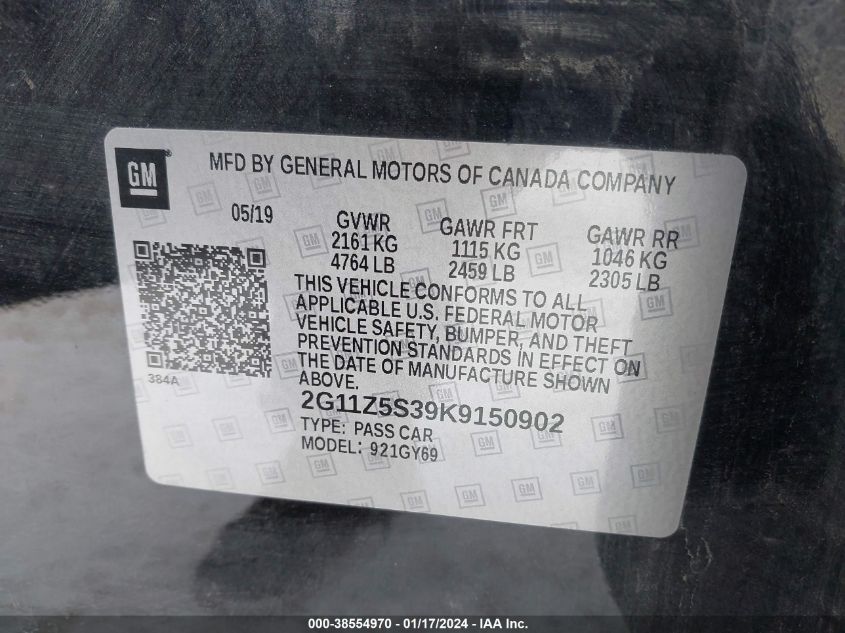 GM
MFD BY GENERAL MOTORS OF CANADA COMPANY
05/19
GVWR
2161 KG
4764 LB
GAWR FRT
1115 KG
2459 LB
GAWR RR
1046 KG
2305 LB
THIS VEHICLE CONFORMS TO ALL
APPLICABLE U.S. FEDERAL MOTOR
VEHICLE SAFETY, BUMPER, AND THEFT
PREVENTION STANDARDS IN EFFECT ON
THE DATE OF MANUFACTURE SHOWN
ABOVE.
384A
2G11Z5S39K9150902
TYPE: PASS CAR
MODEL: 921GY69
000-38554970 - 01/17/2024 - IAA Inc.